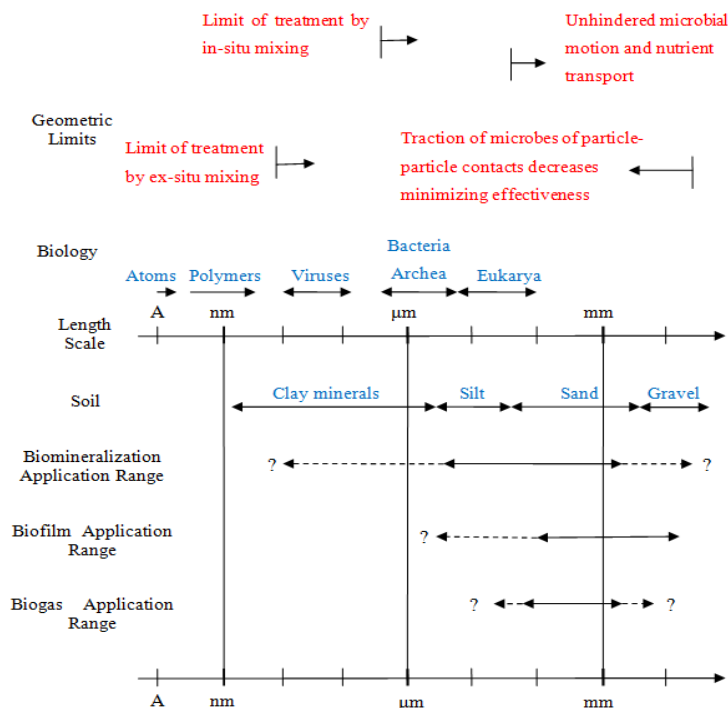 Limit of treatment by
in-situ mixing
Unhindered microbial
motion and nutrient
transport
Geometric
Limits
Limit of treatment
by ex-situ mixing
Traction of microbes of particle-
particle contacts decreases
minimizing effectiveness
Biology
Bacteria
Archea
Atoms
Polymers
Viruses
Eukarya
A
nm
μm
mm
Length
Scale
Soil
Clay minerals
Silt
Sand
Gravel
Biomineralization
Application Range
?
?
Biofilm Application
Range
?
Biogas Application
Range
?
?
A
nm
μm
mm